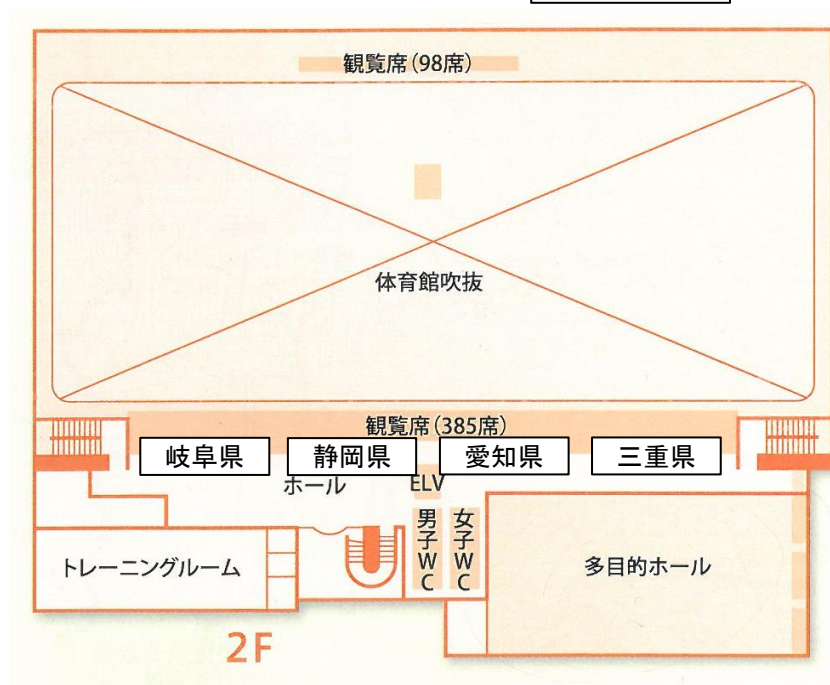 観覧席(98席)
体育館吹抜
観覧席(385席)
岐阜県
静岡県
愛知県
三重県
ホール
ELV
男子WC
女子WC
トレーニングルーム
多目的ホール
2F